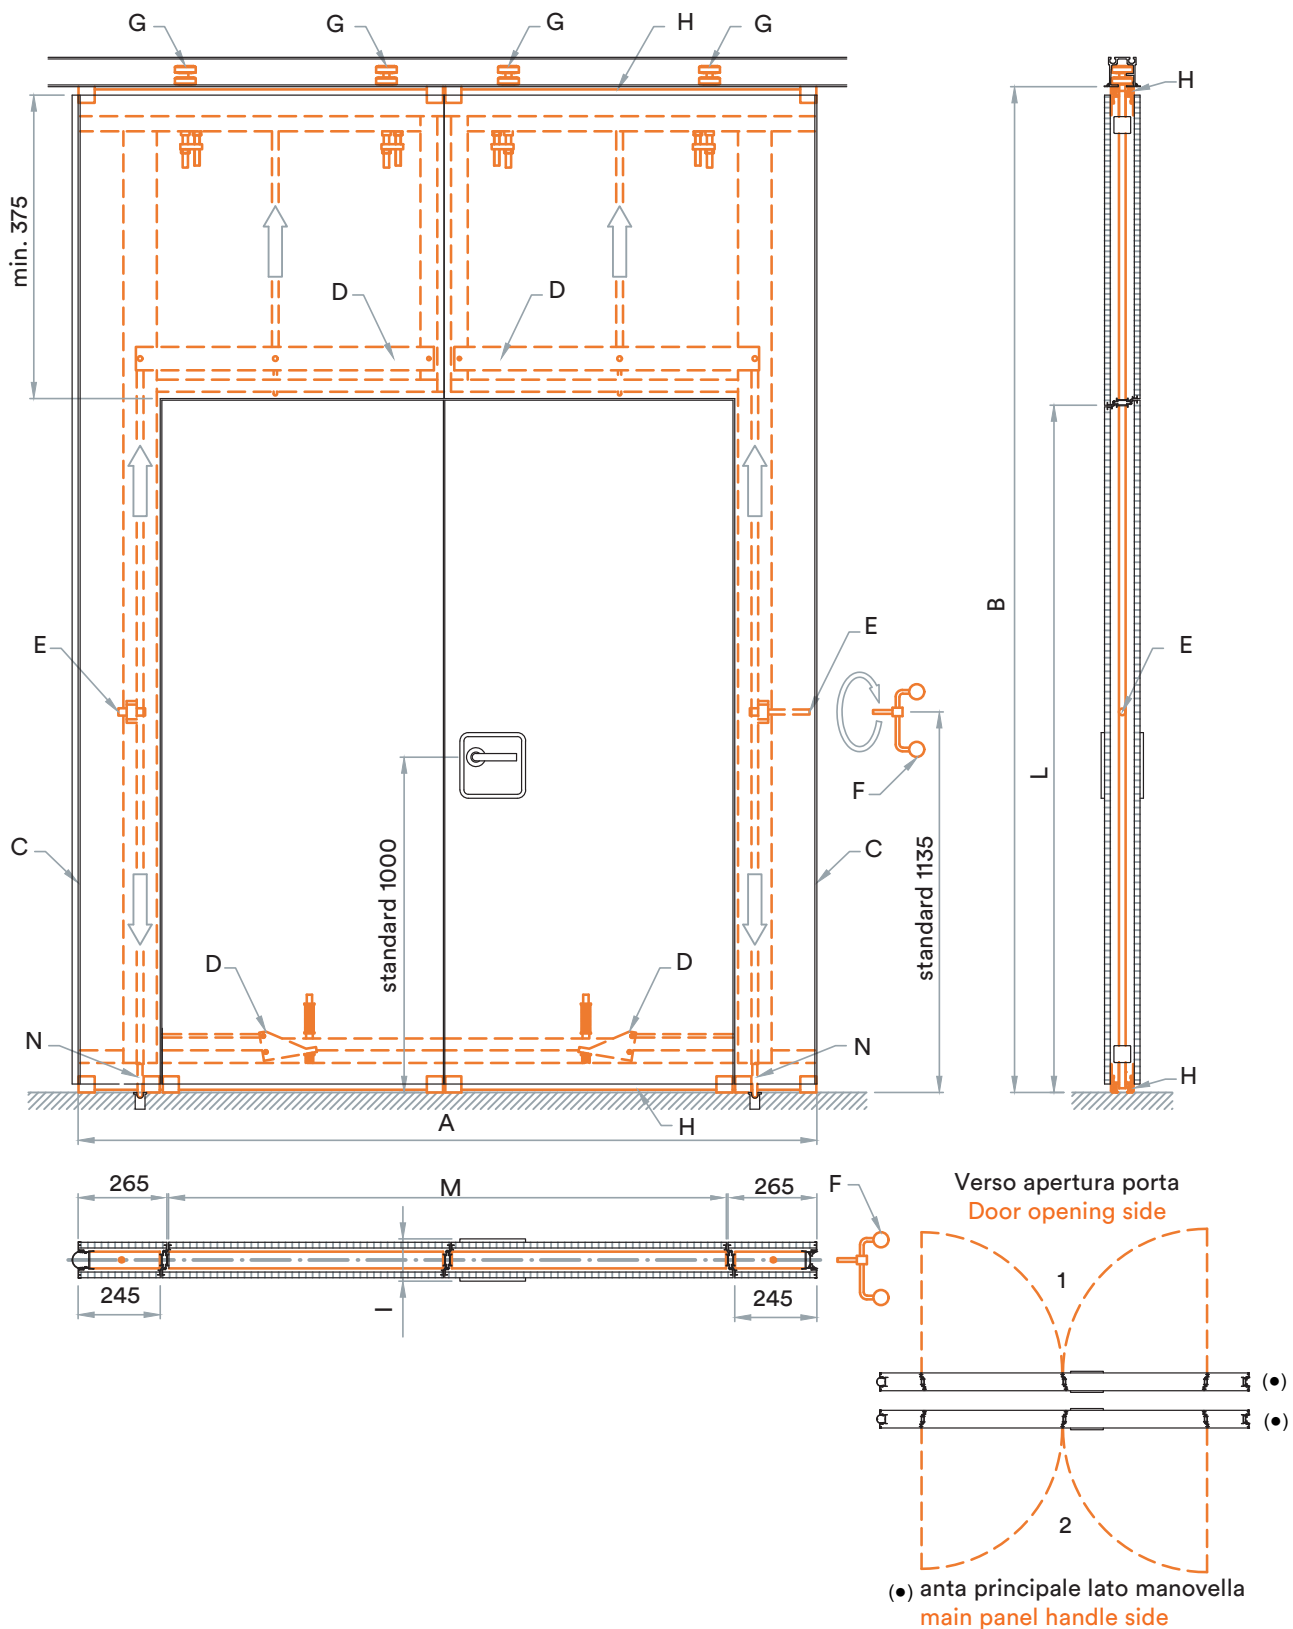 G
G
G
H
G
H
min. 375
D
D
B
E
E
E
L
F
C
C
standard 1000
standard 1135
D
D
N
N
H
A
H
265
M
265
F
Verso apertura porta
Door opening side
1
245
I
245
(●)
(●)
2
(●) anta principale lato manovella
main panel handle side